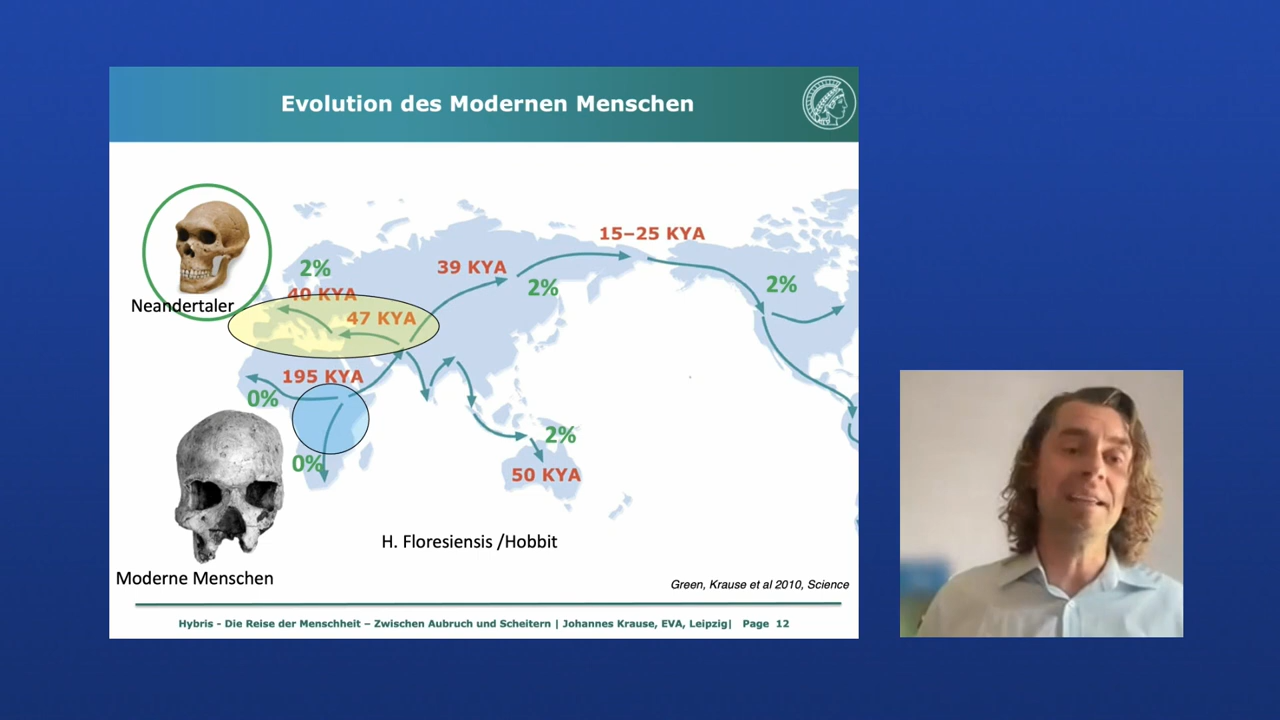 Evolution des Modernen Menschen
15–25 KYA
39 KYA
2%
2%
2%
Neandertaler
40 KYA
47 KYA
195 KYA
0%
2%
0%
50 KYA
H. Floresiensis /Hobbit
Moderne Menschen
Green, Krause et al 2010, Science
Hybris - Die Reise der Menschheit – Zwischen Aubruch und Scheitern | Johannes Krause, EVA, Leipzig| Page 12